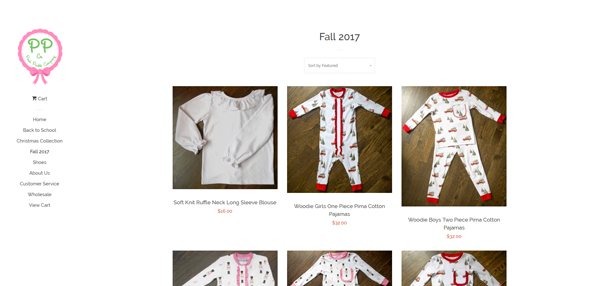 PP
Co
Cart
Home
Back to School
Christmas Collection
Fall 2017
Shoes
About Us
Customer Service
Wholesale
View Cart
Fall 2017
Sort by Featured
Soft Knit Ruffle Neck Long Sleeve Blouse
$16.00
Woodie Girls One Piece Pima Cotton
Pajamas
$32.00
Woodie Boys Two Piece Pima Cotton
Pajamas
$32.00